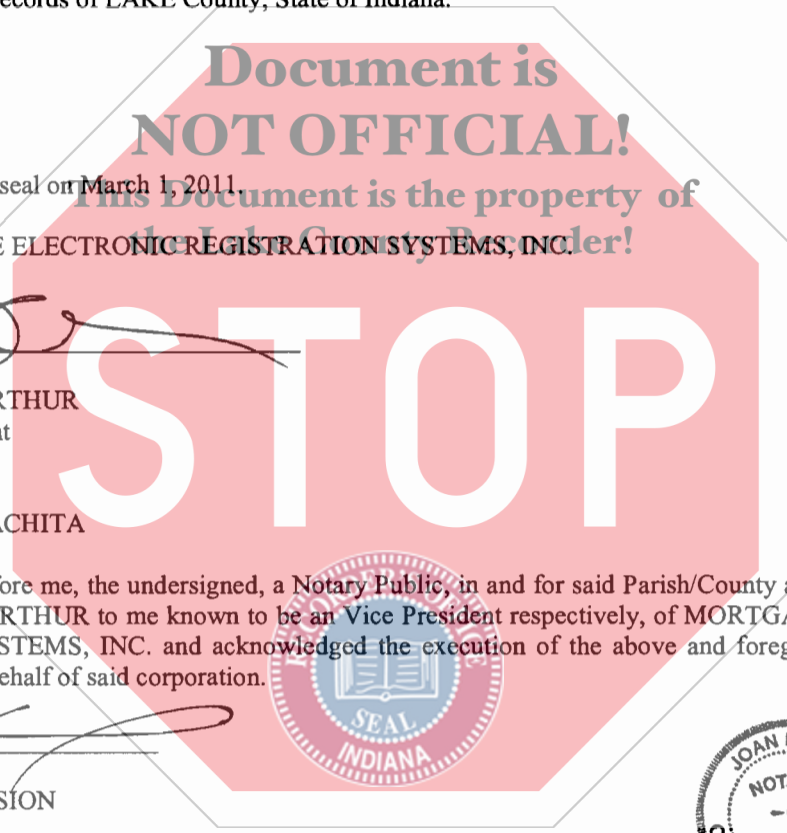 ecords of LAKE County, State of Indiana.
Document is
NOT OFFICIAL!
seal on March 1, 2011.
This Document is the property of
the Lake County Recorder!
E ELECTRONIC REGISTRATION SYSTEMS, INC.
STOP
RTHUR
nt
ACHITA
fore me, the undersigned, a Notary Public, in and for said Parish/County a
RTHUR to me known to be an Vice President respectively, of MORTGA
STEMS, INC. and acknowledged the execution of the above and foreg
ehalf of said corporation.
RECORDER'S OFFICE
SEAL
INDIANA
SION
JOAN
NOT